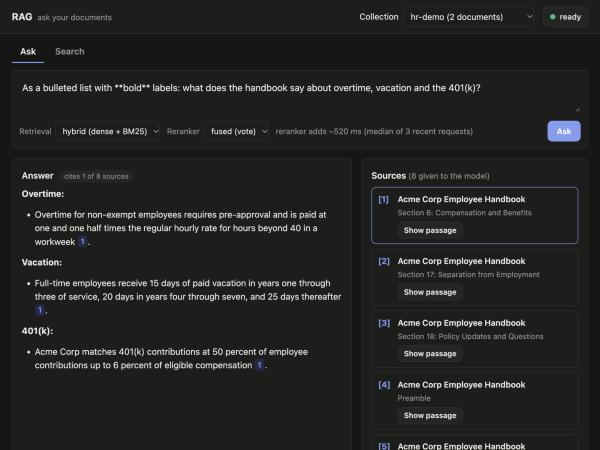 RAG ask your documents
Collection hr-demo (2 documents) ready
Ask Search
As a bulleted list with **bold** labels: what does the handbook say about overtime, vacation and the 401(k)?
Retrieval hybrid (dense + BM25) Reranker fused (vote) reranker adds ~520 ms (median of 3 recent requests) Ask
Answer cites 1 of 8 sources
Overtime:
• Overtime for non-exempt employees requires pre-approval and is paid at
one and one half times the regular hourly rate for hours beyond 40 in a
workweek 1.
Vacation:
• Full-time employees receive 15 days of paid vacation in years one through
three of service, 20 days in years four through seven, and 25 days thereafter
1.
401(k):
• Acme Corp matches 401(k) contributions at 50 percent of employee
contributions up to 6 percent of eligible compensation 1.
Sources (8 given to the model)
[1] Acme Corp Employee Handbook
Section 6: Compensation and Benefits
Show passage
[2] Acme Corp Employee Handbook
Section 17: Separation from Employment
Show passage
[3] Acme Corp Employee Handbook
Section 18: Policy Updates and Questions
Show passage
[4] Acme Corp Employee Handbook
Preamble
Show passage
[5] Acme Corp Employee Handbook